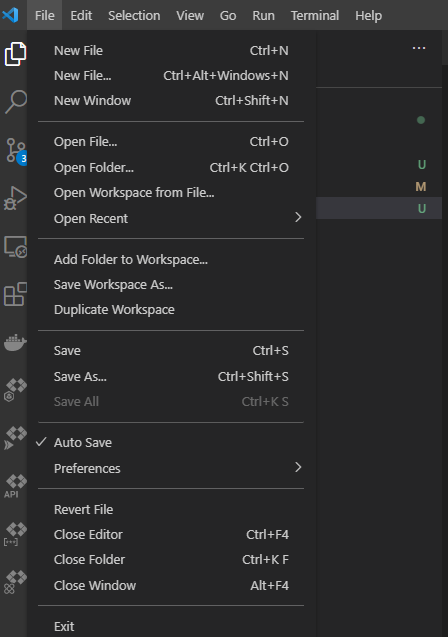 File Edit Selection View Go Run Terminal Help
New File Ctrl+N
New File... Ctrl+Alt+Windows+N
New Window Ctrl+Shift+N
Open File... Ctrl+O
Open Folder... Ctrl+K Ctrl+O
U
Open Workspace from File...
M
Open Recent
U
3
Add Folder to Workspace...
Save Workspace As...
Duplicate Workspace
Save Ctrl+S
Save As... Ctrl+Shift+S
Save All Ctrl+K S
Auto Save
Preferences
API
Revert File
Close Editor Ctrl+F4
Close Folder Ctrl+K F
Close Window Alt+F4
Exit